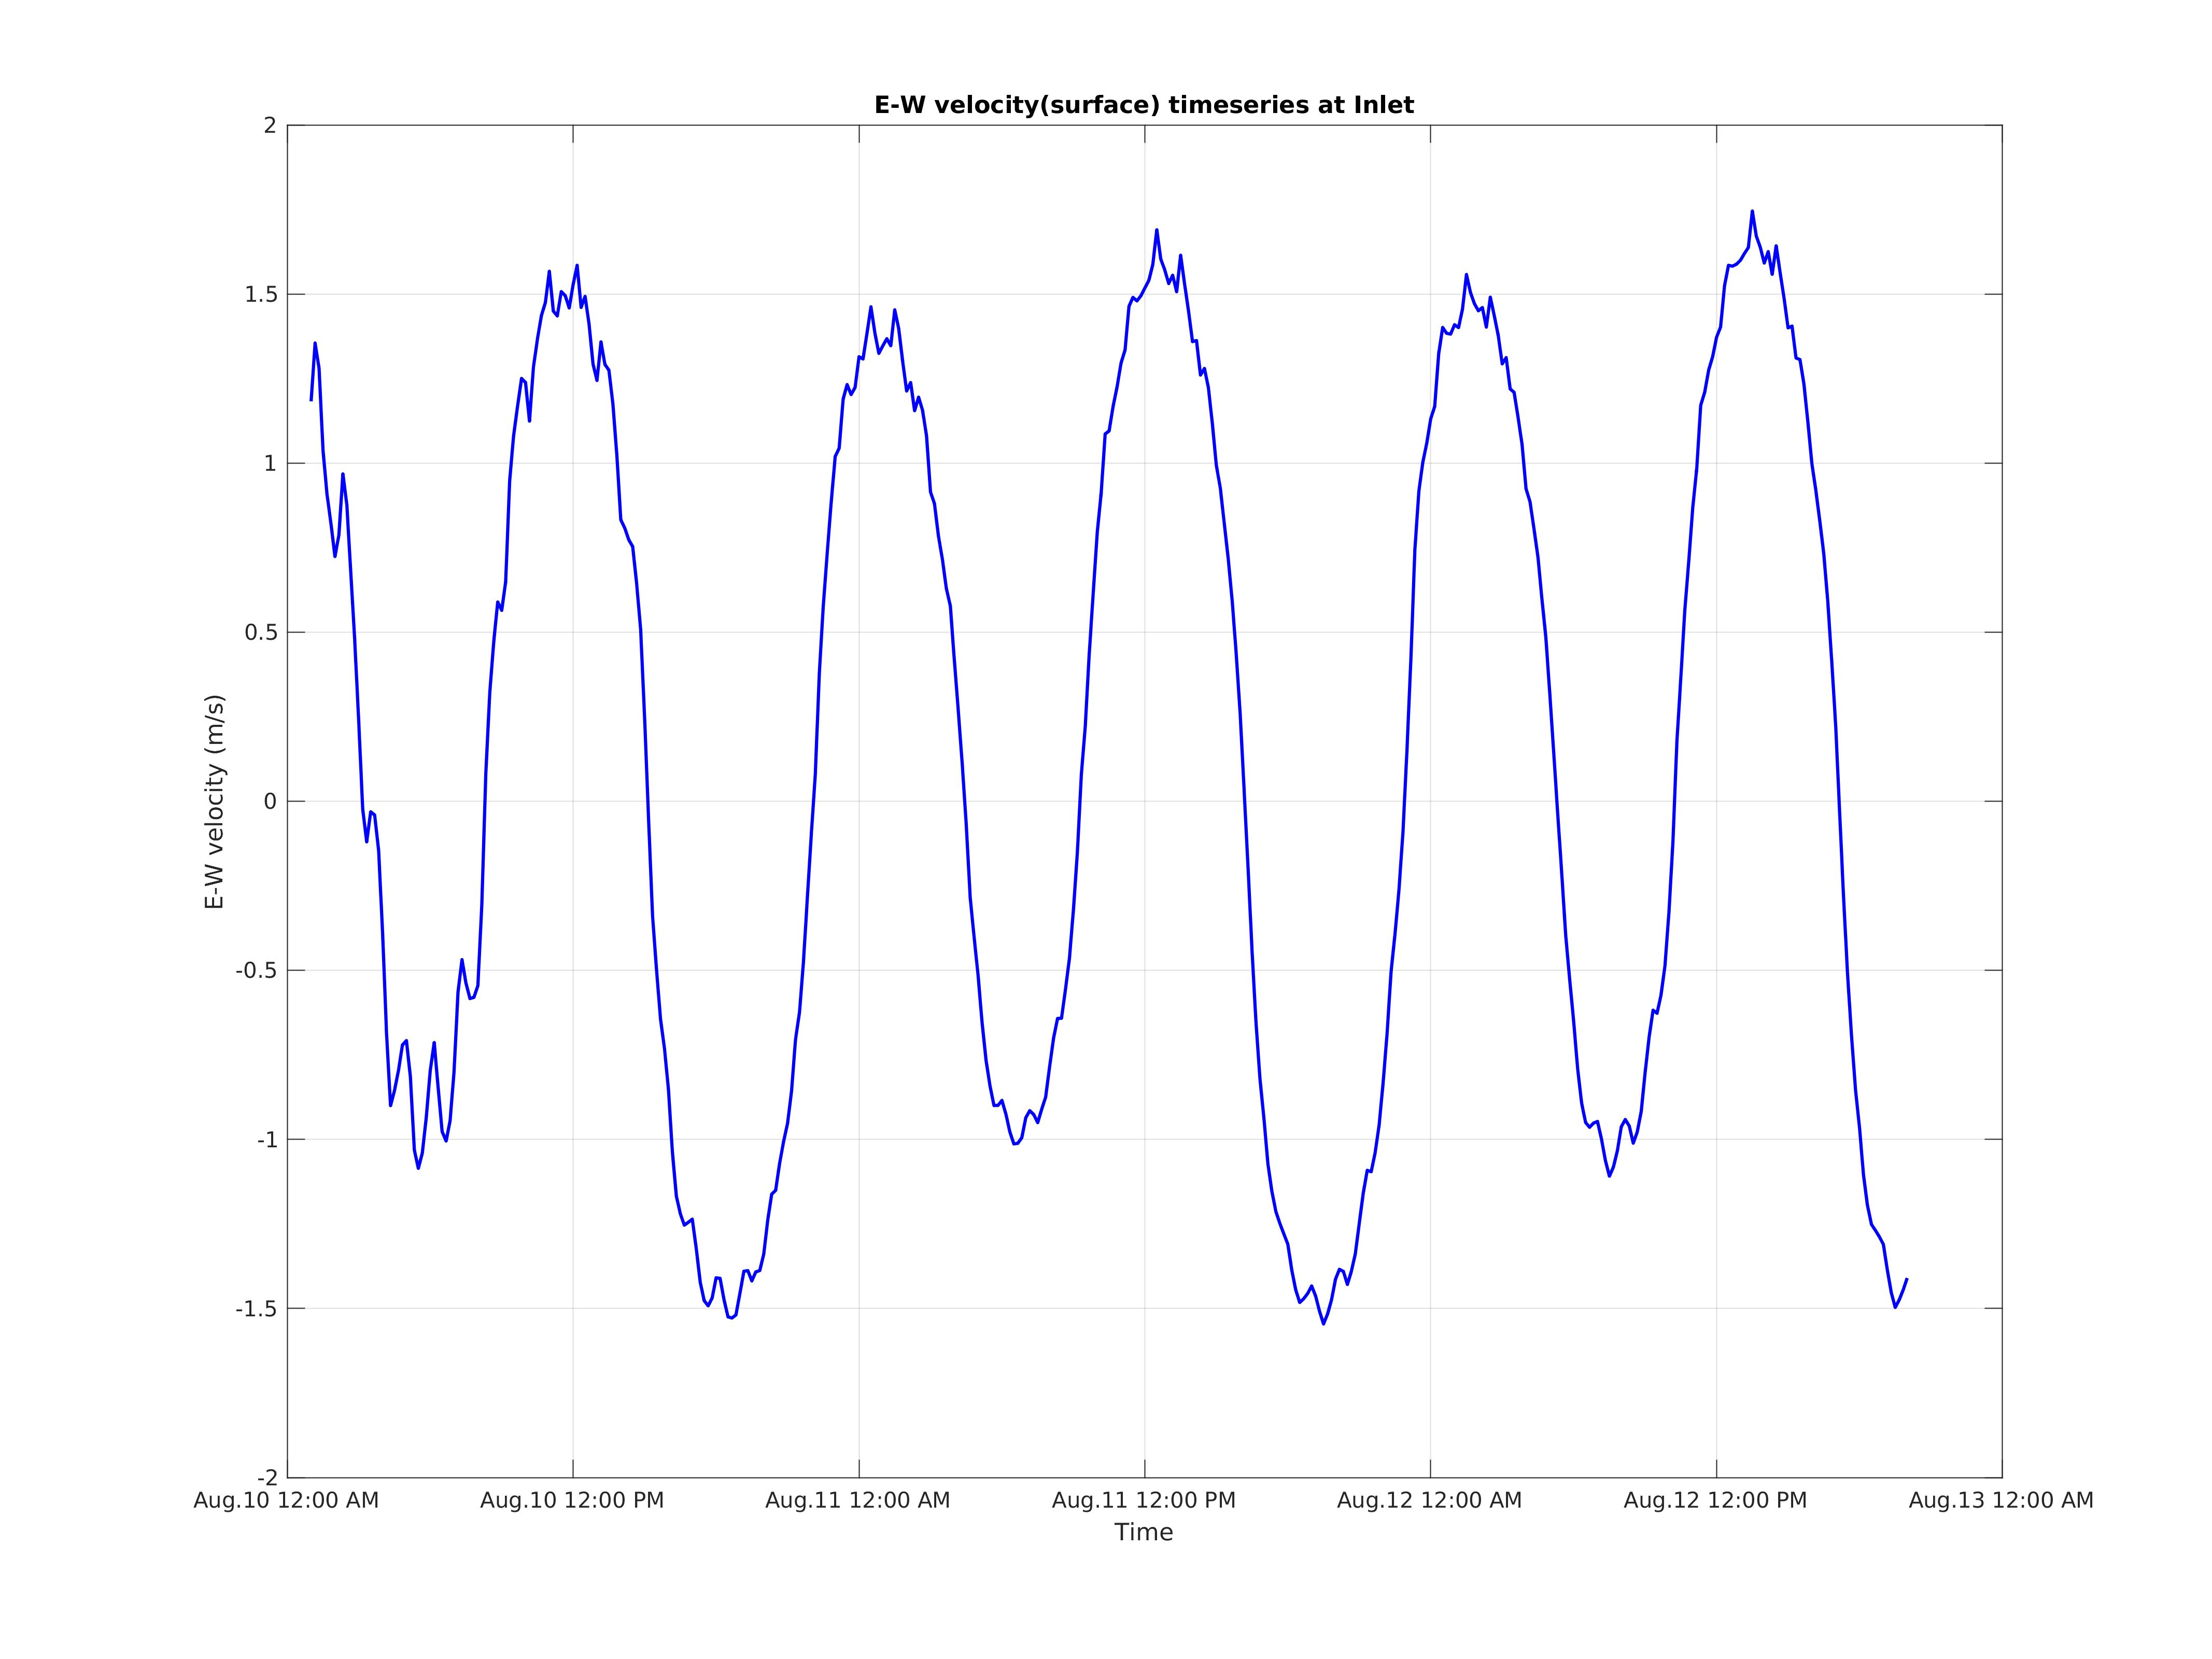 E-W velocity(surface) timeseries at Inlet
2
1.5
1
0.5
0
-0.5
-1
-1.5
-2
E-W velocity (m/s)
Aug.10 12:00 AM Aug.10 12:00 PM Aug.11 12:00 AM Aug.11 12:00 PM Aug.12 12:00 AM Aug.12 12:00 PM Aug.13 12:00 AM
Time